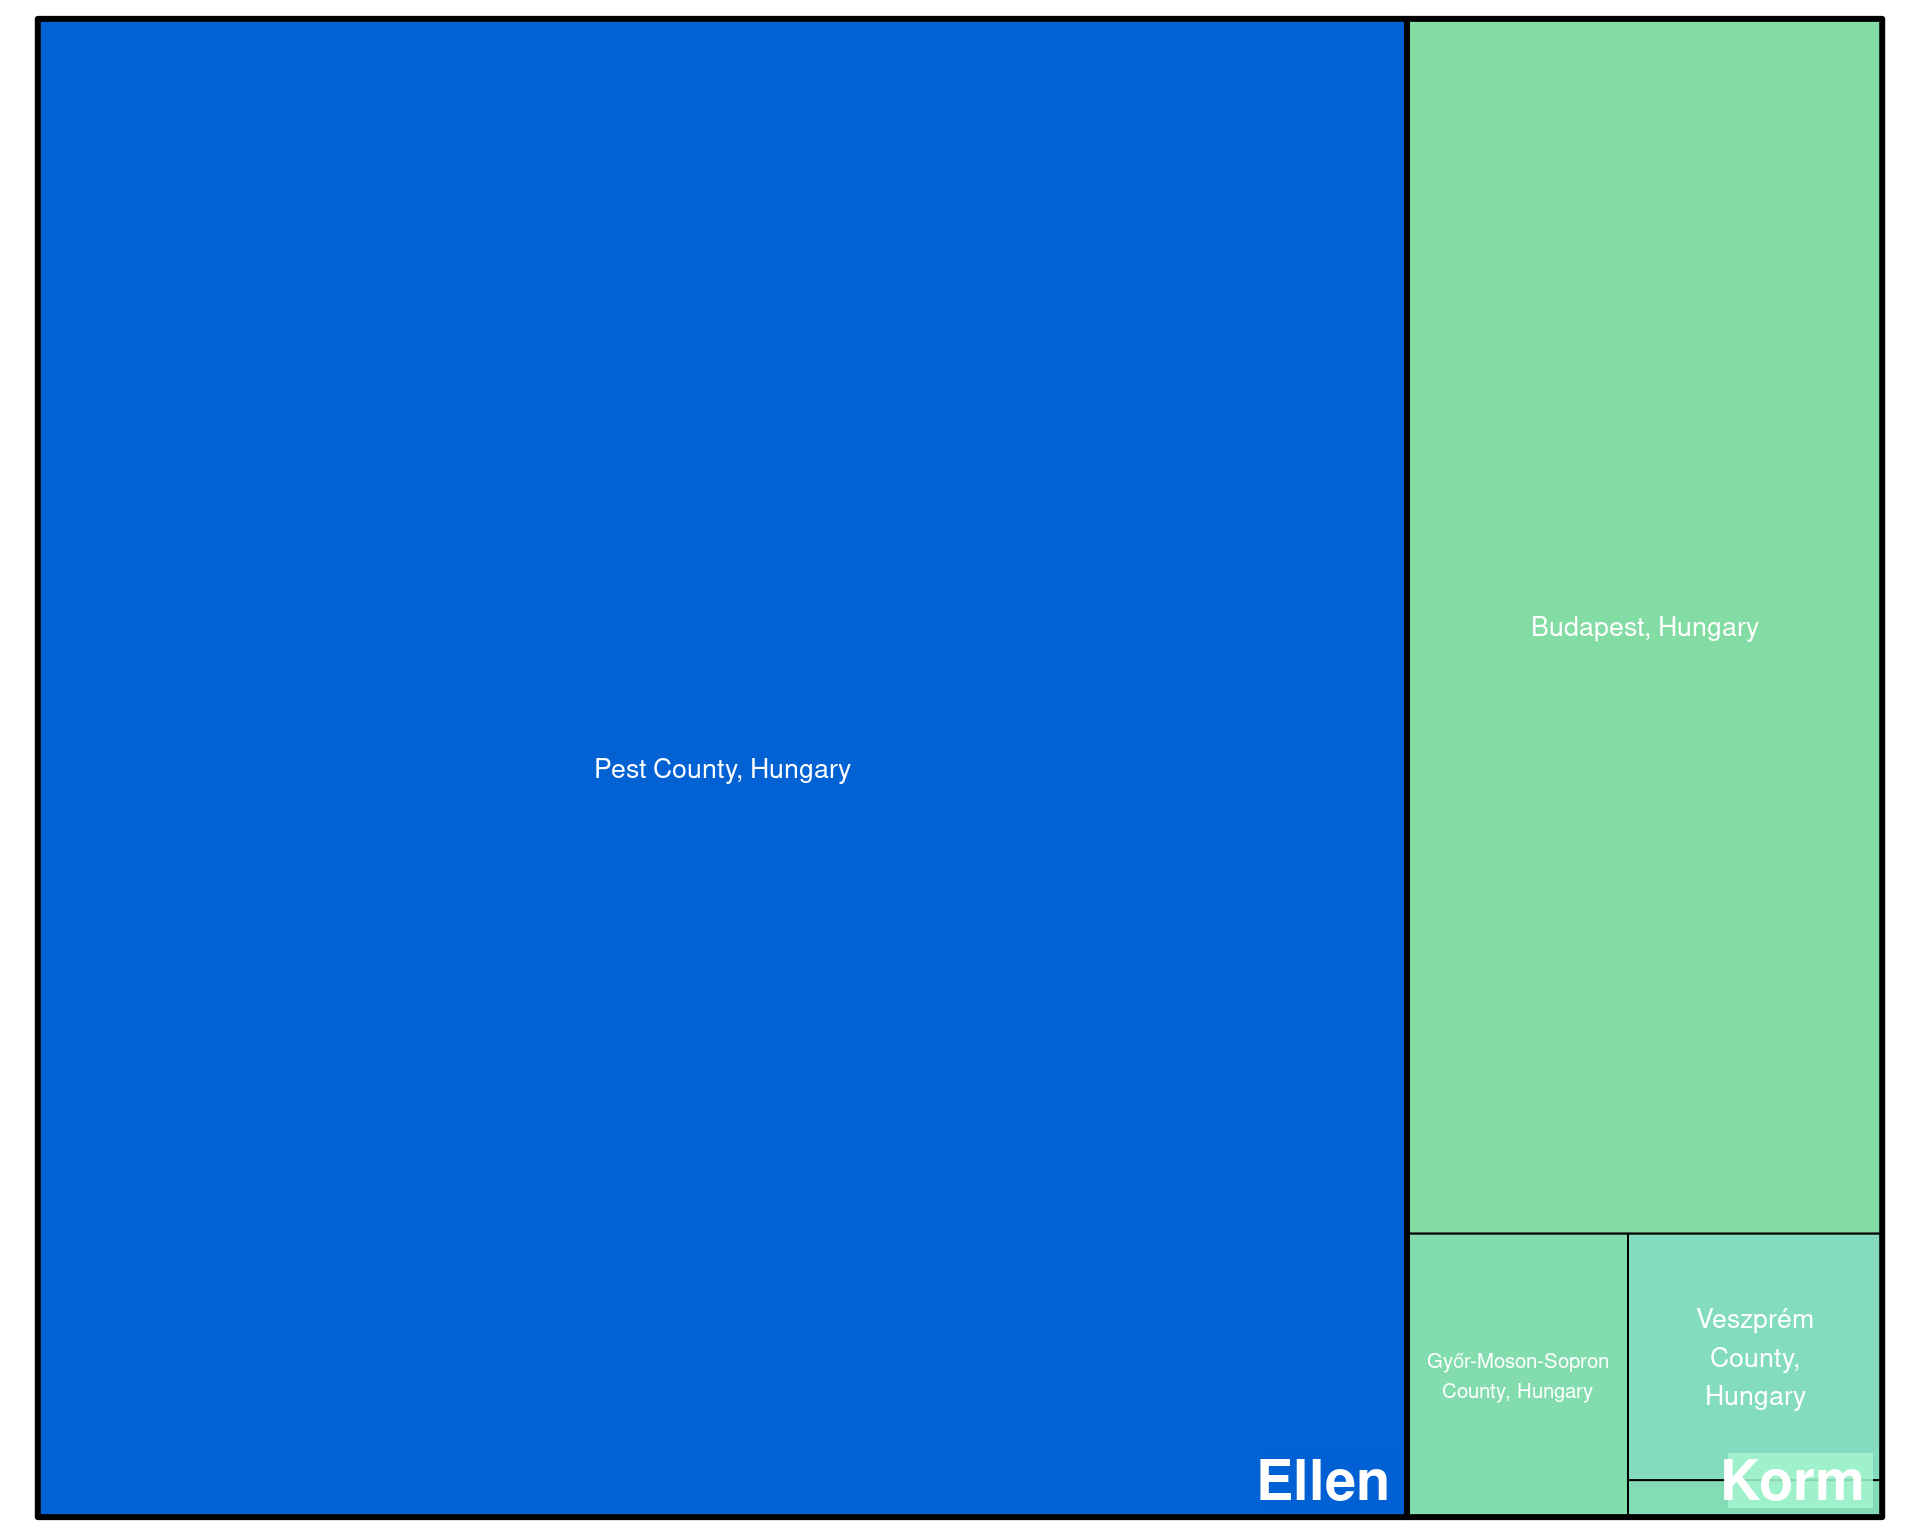 Budapest, Hungary
Pest County, Hungary
Veszprém
County,
Hungary
Győr-Moson-Sopron
County, Hungary
Ellen
Korm